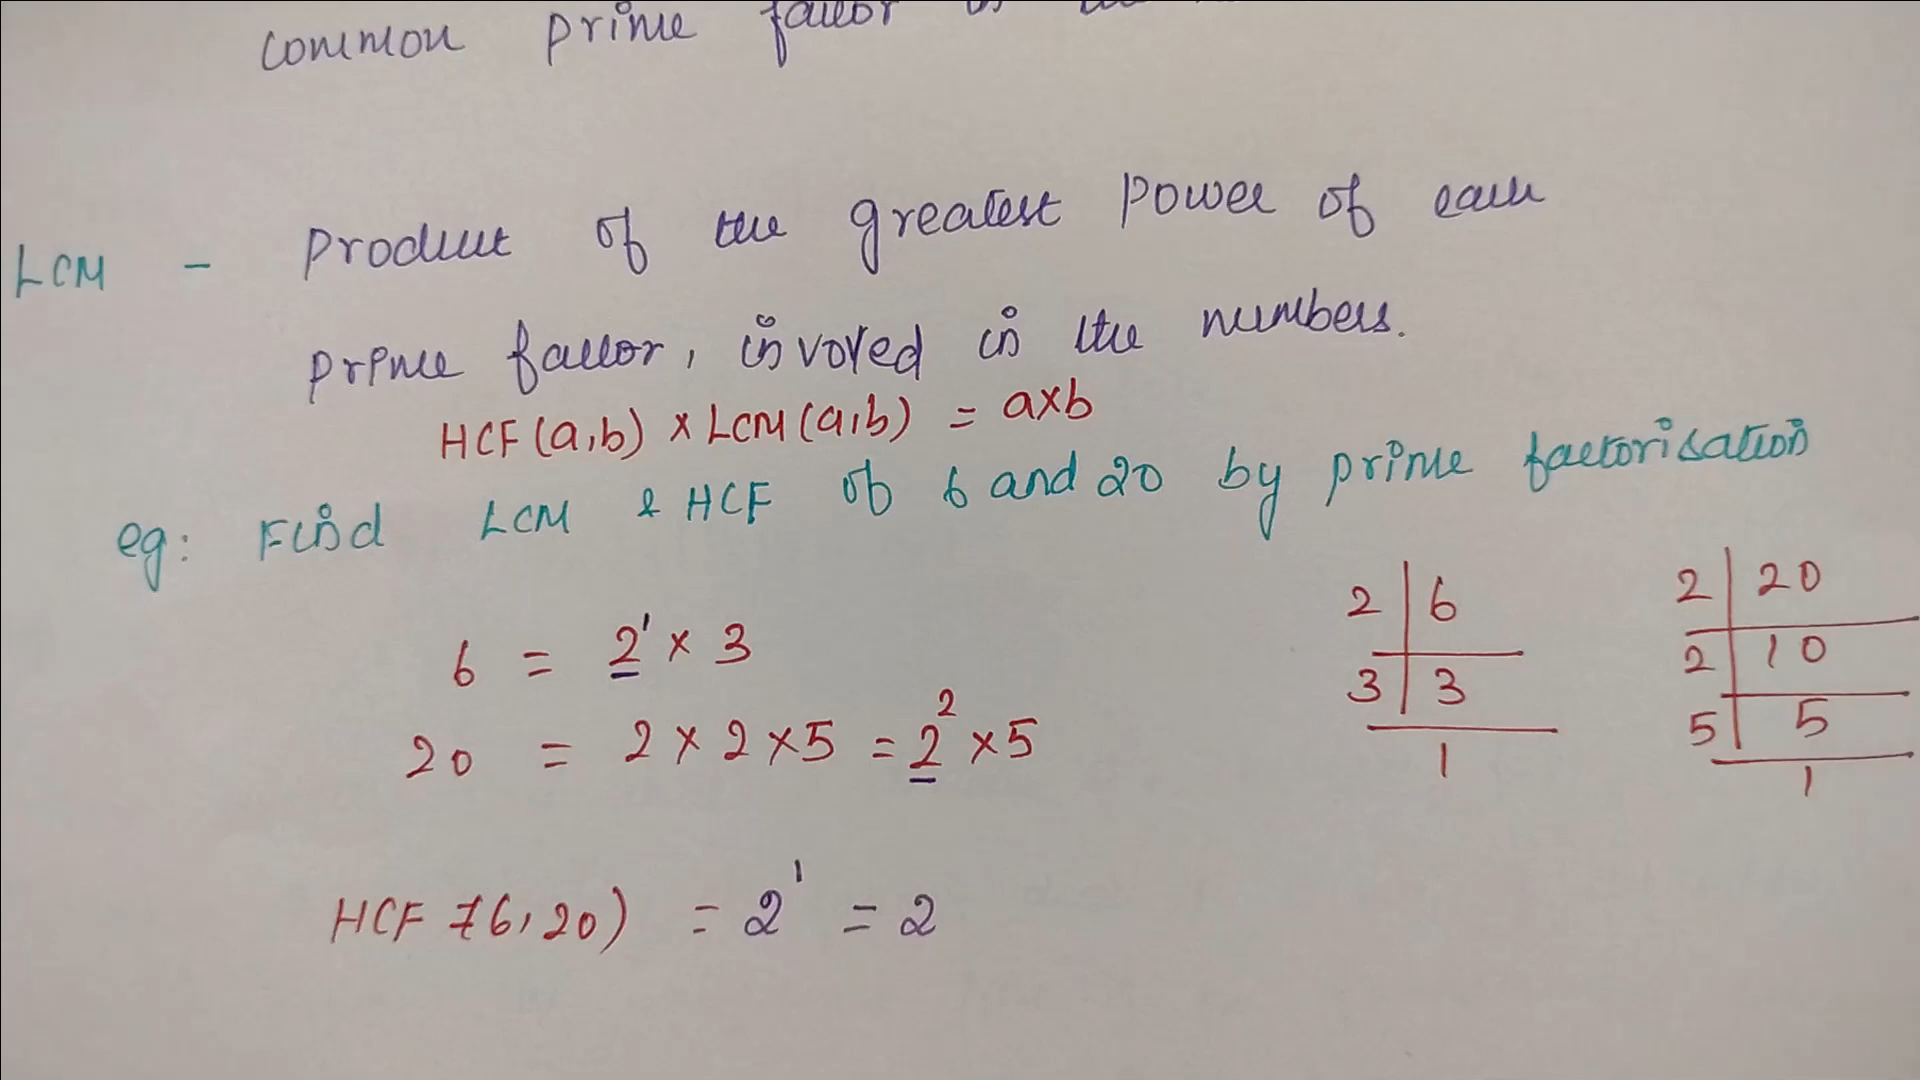 common prime factor
LCM - Product of the greatest Power of each
prime factor, invoved in the numbers.
HCF (a,b) × LCM (a,b) = a×b
eg: Find LCM & HCF of 6 and 20 by prime factorisation
6 = 2¹ × 3
20 = 2 × 2 × 5 = 2² × 5
2 | 6
3 | 3
1
2 | 20
2 | 10
5 | 5
1
HCF (6,20) = 2¹ = 2